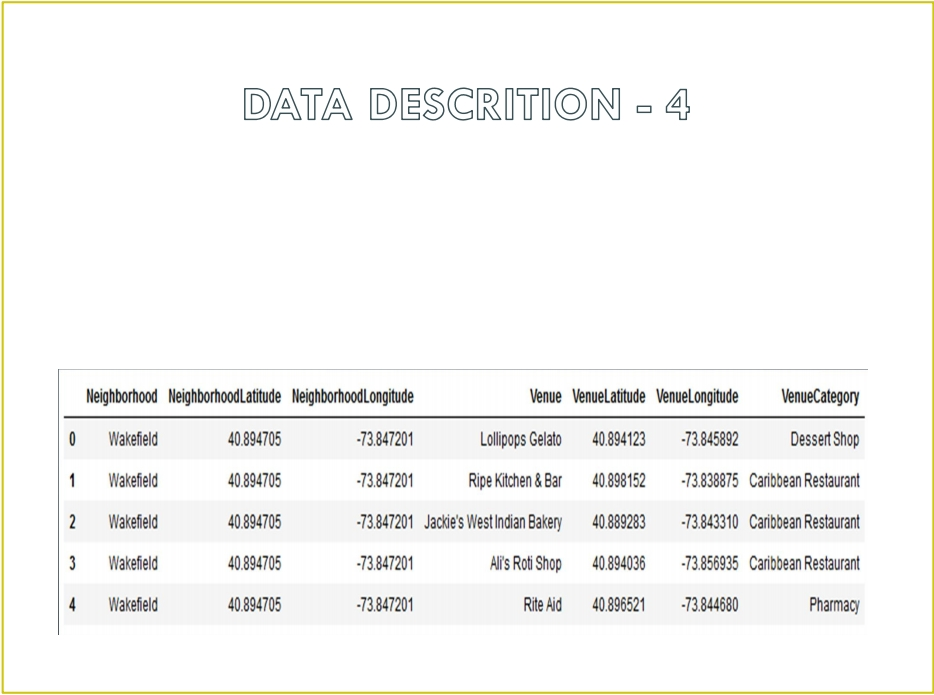 DATA DESCRITION - 4
Neighborhood NeighborhoodLatitude NeighborhoodLongitude Venue VenueLatitude VenueLongitude VenueCategory
0 Wakefield 40.894705 -73.847201 Lollipops Gelato 40.894123 -73.845892 Dessert Shop
1 Wakefield 40.894705 -73.847201 Ripe Kitchen & Bar 40.898152 -73.838875 Caribbean Restaurant
2 Wakefield 40.894705 -73.847201 Jackie's West Indian Bakery 40.889283 -73.843310 Caribbean Restaurant
3 Wakefield 40.894705 -73.847201 Ali's Roti Shop 40.894036 -73.856935 Caribbean Restaurant
4 Wakefield 40.894705 -73.847201 Rite Aid 40.896521 -73.844680 Pharmacy